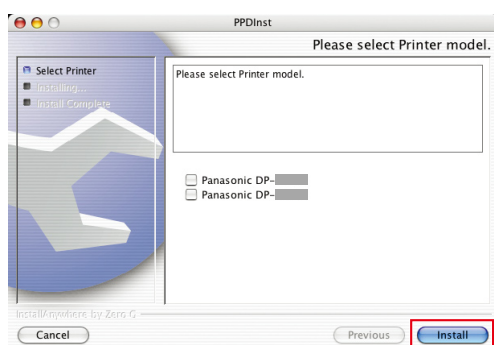 PPDInst
Please select Printer model.
Select Printer
Installing...
Install Complete
Please select Printer model.
Panasonic DP-
Panasonic DP-
InstallAnywhere by Zero G
Cancel
Previous
Install